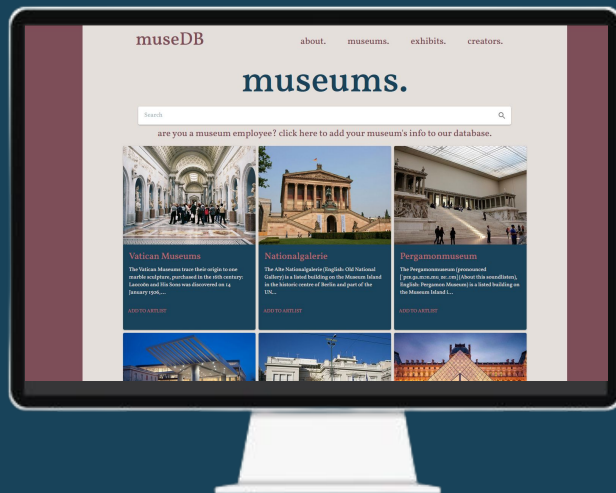 museDB
about. museums. exhibits. creators.
museums.
Search
are you a museum employee? click here to add your museum's info to our database.
Vatican Museums
The Vatican Museums trace their origin to one
marble sculpture, purchased in the 16th century:
Laocoön and His Sons was discovered on 14
January 1506,...
ADD TO ARTLIST
Nationalgalerie
The Alte Nationalgalerie (English: Old National
Gallery) is a listed building on the Museum Island
in the historic centre of Berlin and part of the
UN...
ADD TO ARTLIST
Pergamonmuseum
The Pergamonmuseum (pronounced
(About this soundlisten),
English: Pergamon Museum) is a listed building on
the Museum Island i...
ADD TO ARTLIST